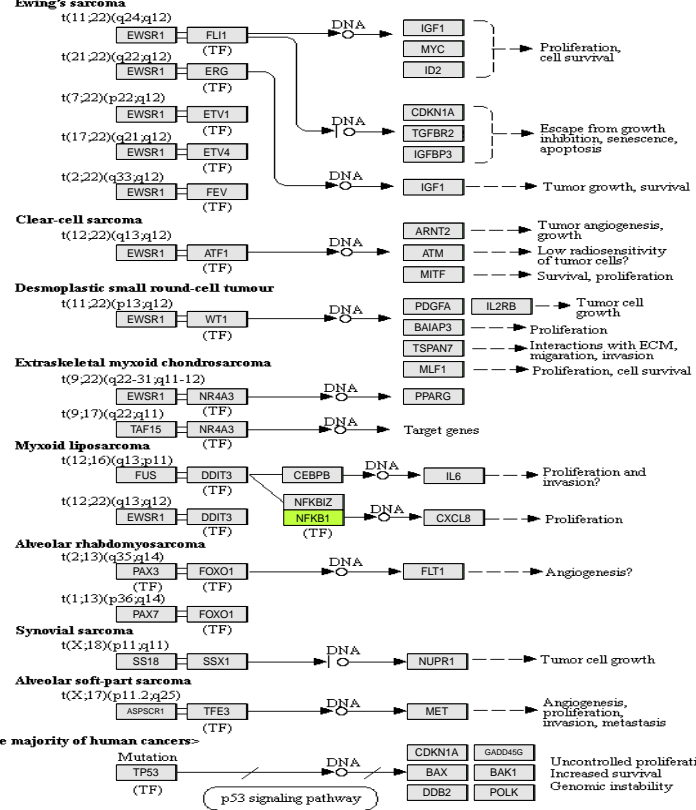 Ewing's sarcoma
t(11;22)(q24;q12)
EWSR1 FLI1 DNA IGF1
(TF) MYC Proliferation,
cell survival
t(21;22)(q22;q12) ID2
EWSR1 ERG
(TF)
t(7;22)(p22;q12)
EWSR1 ETV1 CDKN1A
(TF) DNA
t(17;22)(q21;q12) TGFBR2 Escape from growth
inhibition, senescence,
apoptosis
EWSR1 ETV4 IGFBP3
(TF)
t(2;22)(q33;q12) DNA
EWSR1 FEV IGF1 Tumor growth, survival
(TF)
Clear-cell sarcoma
t(12;22)(q13;q12) ARNT2 Tumor angiogenesis,
growth
EWSR1 ATF1 DNA ATM Low radiosensitivity
of tumor cells?
(TF) MITF Survival, proliferation
Desmoplastic small round-cell tumour
t(11;22)(p13;q12) PDGFA IL2RB Tumor cell
growth
EWSR1 WT1 DNA BAIAP3 Proliferation
(TF) TSPAN7 Interactions with ECM,
migaration, invasion
MLF1 Proliferation, cell survival
Extraskeletal myxoid chondrosarcoma
t(9;22)(q22-31;q11-12)
EWSR1 NR4A3 DNA PPARG
(TF)
t(9;17)(q22;q11)
TAF15 NR4A3 DNA Target genes
(TF)
Myxoid liposarcoma
t(12;16)(q13;p11)
FUS DDIT3 CEBPB DNA IL6 Proliferation and
invasion?
(TF)
t(12;22)(q13;q12) NFKBIZ
EWSR1 DDIT3 NFKB1 DNA CXCL8 Proliferation
(TF) (TF)
Alveolar rhabdomyosarcoma
t(2;13)(q35;q14)
PAX3 FOXO1 DNA FLT1 Angiogenesis?
(TF) (TF)
t(1;13)(p36;q14)
PAX7 FOXO1
(TF)
Synovial sarcoma
t(X;18)(p11;q11)
SS18 SSX1 DNA NUPR1 Tumor cell growth
Alveolar soft-part sarcoma
t(X;17)(p11.2;q25)
ASPSCR1 TFE3 DNA MET Angiogenesis,
proliferation,
invasion, metastasis
(TF)
e majority of human cancers>
Mutation CDKN1A GADD45G
TP53 DNA BAX BAK1
(TF) DDB2 POLK
Uncontrolled proliferati
Increased survival
Genomic instability
p53 signaling pathway